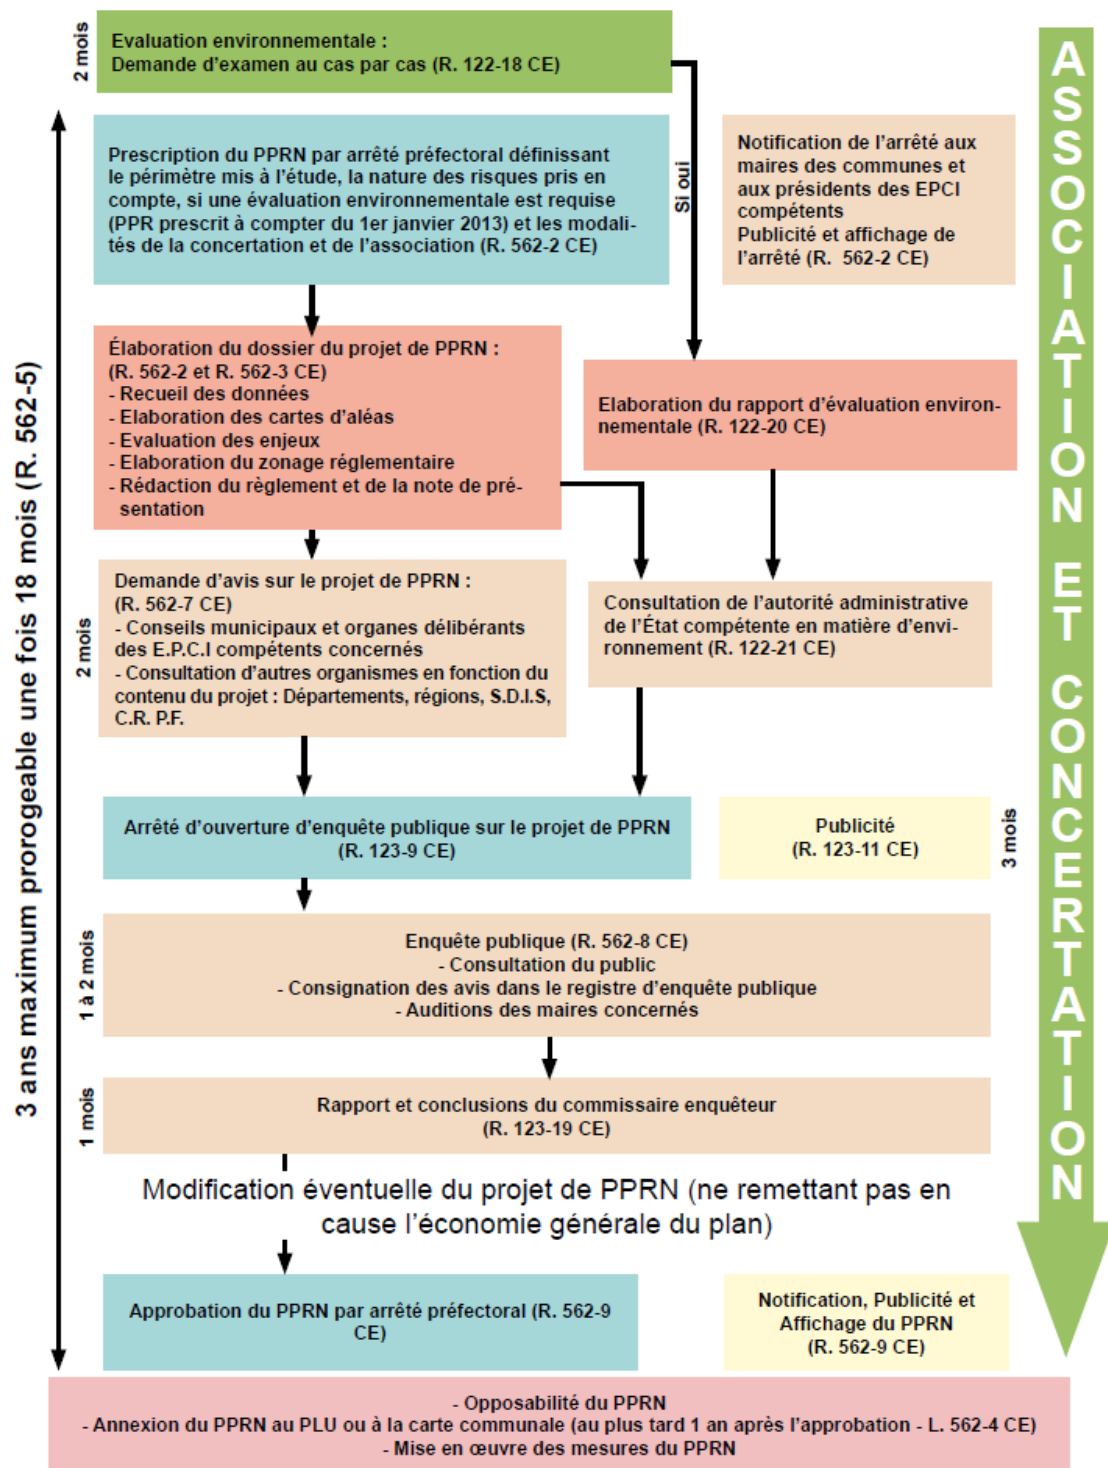 2 mois
Evaluation environnementale :
Demande d'examen au cas par cas (R. 122-18 CE)
Prescription du PPRN par arrêté préfectoral définissant
le périmètre mis à l'étude, la nature des risques pris en
compte, si une évaluation environnementale est requise
(PPR prescrit à compter du 1er janvier 2013) et les modali-
tés de la concertation et de l'association (R. 562-2 CE)
Si oui
Notification de l'arrêté aux
maires des communes et
aux présidents des EPCI
compétents
Publicité et affichage de
l'arrêté (R. 562-2 CE)
Élaboration du dossier du projet de PPRN :
(R. 562-2 et R. 562-3 CE)
- Recueil des données
- Elaboration des cartes d'aléas
- Evaluation des enjeux
- Elaboration du zonage réglementaire
- Rédaction du règlement et de la note de pré-
sentation
Elaboration du rapport d'évaluation environ-
nementale (R. 122-20 CE)
2 mois
Demande d'avis sur le projet de PPRN :
(R. 562-7 CE)
- Conseils municipaux et organes délibérants
des E.P.C.I compétents concernés
- Consultation d'autres organismes en fonction du
contenu du projet : Départements, régions, S.D.I.S,
C.R. P.F.
Consultation de l'autorité administrative
de l'État compétente en matière d'envi-
ronnement (R. 122-21 CE)
Arrêté d'ouverture d'enquête publique sur le projet de PPRN
(R. 123-9 CE)
Publicité
(R. 123-11 CE)
3 mois
1 à 2 mois
Enquête publique (R. 562-8 CE)
- Consultation du public
- Consignation des avis dans le registre d'enquête publique
- Auditions des maires concernés
1 mois
Rapport et conclusions du commissaire enquêteur
(R. 123-19 CE)
Modification éventuelle du projet de PPRN (ne remettant pas en
cause l'économie générale du plan)
Approbation du PPRN par arrêté préfectoral (R. 562-9
CE)
Notification, Publicité et
Affichage du PPRN
(R. 562-9 CE)
- Opposabilité du PPRN
- Annexion du PPRN au PLU ou à la carte communale (au plus tard 1 an après l'approbation - L. 562-4 CE)
- Mise en œuvre des mesures du PPRN
3 ans maximum prorogeable une fois 18 mois (R. 562-5)
ASSOCIATION ET CONCERTATION